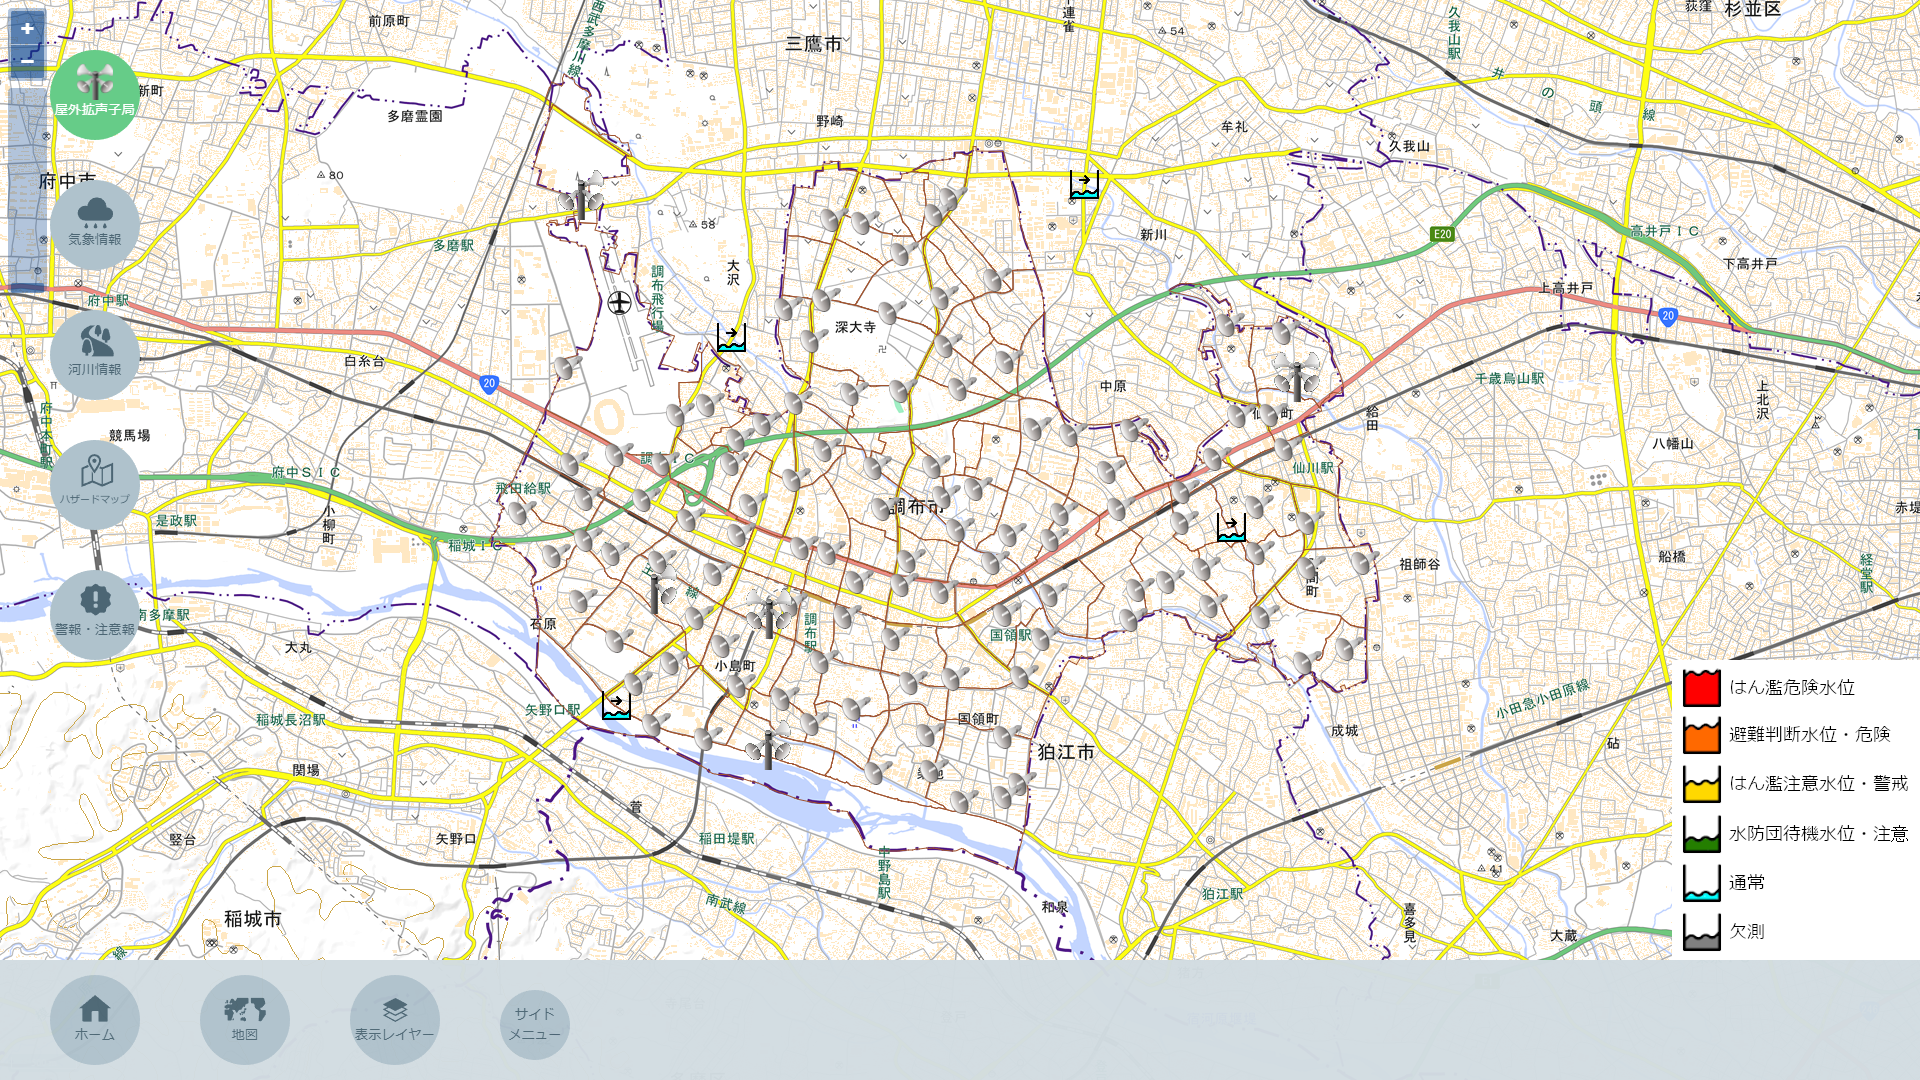 +
屋外拡声子局
気象情報
河川情報
ハザードマップ
警報・注意報
前原町
西武多摩川線
三鷹市
連雀
54
久我山駅
荻窪
杉並区
新町
多磨霊園
野崎
牟礼
久我山
井の頭線
府中市
80
多磨駅
58
大沢
調布飛行場
新川
E20
高井戸IC
下高井戸
上高井戸
府中駅
深大寺
20
白糸台
20
中原
千歳烏山駅
給田
上北沢
府中本町駅
競馬場
八幡山
府中SIC
飛田給駅
仙川駅
調布市
小柳町
是政駅
稲城IC
祖師谷
船橋
経堂駅
南多摩駅
大丸
石原
調布駅
国領駅
小島町
稲城長沼駅
矢野口駅
国領町
狛江市
成城
小田急小田原線
砧
関場
菅
竪台
矢野口
稲田堤駅
中野島駅
南武線
和泉
狛江駅
喜多見
大蔵
41
稲城市
はん濫危険水位
避難判断水位・危険
はん濫注意水位・警戒
水防団待機水位・注意
通常
欠測
ホーム
地図
表示レイヤー
サイド
メニュー